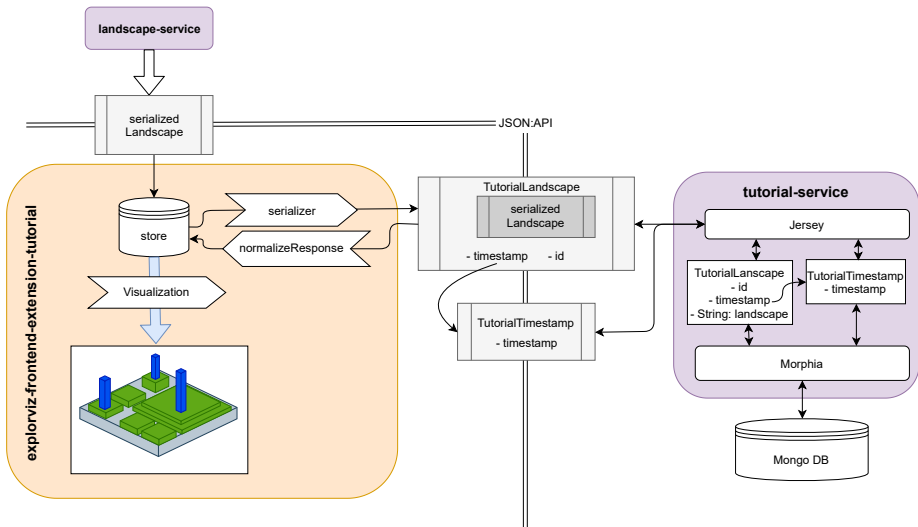 landscape-service
serialized
Landscape
JSON:API
explorviz-frontend-extension-tutorial
store
serializer
normalizeResponse
Visualization
TutorialLandscape
serialized
Landscape
- timestamp
- id
TutorialTimestamp
- timestamp
tutorial-service
Jersey
TutorialLanscape
- id
- timestamp
- String: landscape
TutorialTimestamp
- timestamp
Morphia
Mongo DB